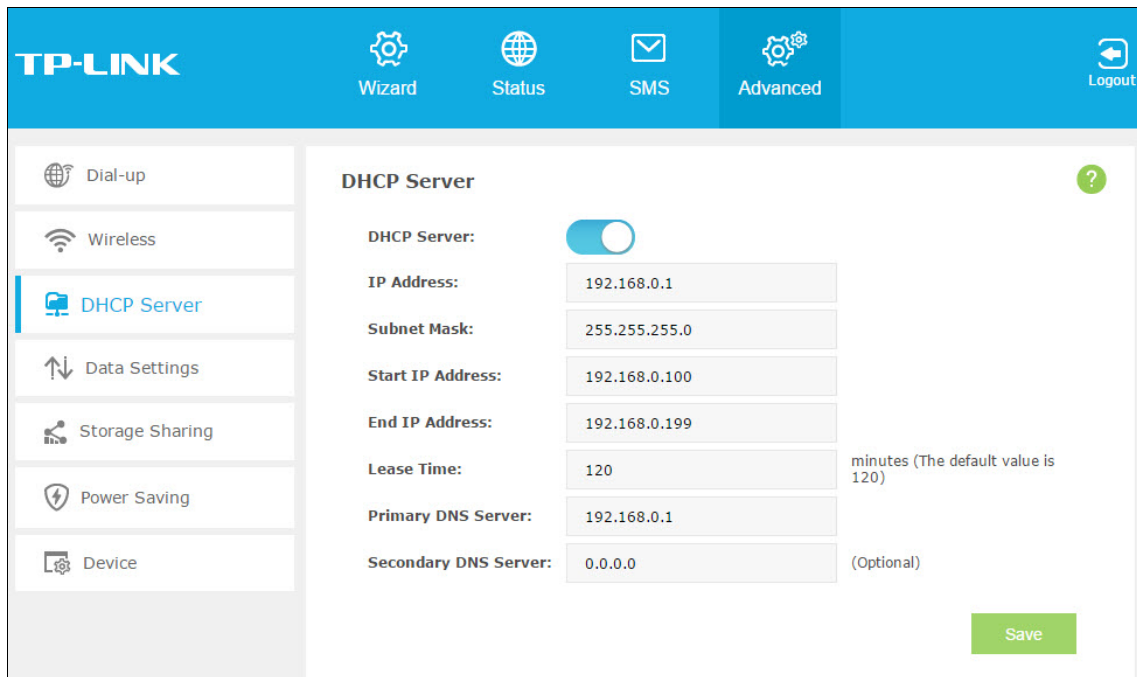 TP-LINK
Wizard
Status
SMS
Advanced
Logout
Dial-up
Wireless
DHCP Server
Data Settings
Storage Sharing
Power Saving
Device
DHCP Server
?
DHCP Server:
IP Address: 192.168.0.1
Subnet Mask: 255.255.255.0
Start IP Address: 192.168.0.100
End IP Address: 192.168.0.199
Lease Time: 120 minutes (The default value is
120)
Primary DNS Server: 192.168.0.1
Secondary DNS Server: 0.0.0.0 (Optional)
Save